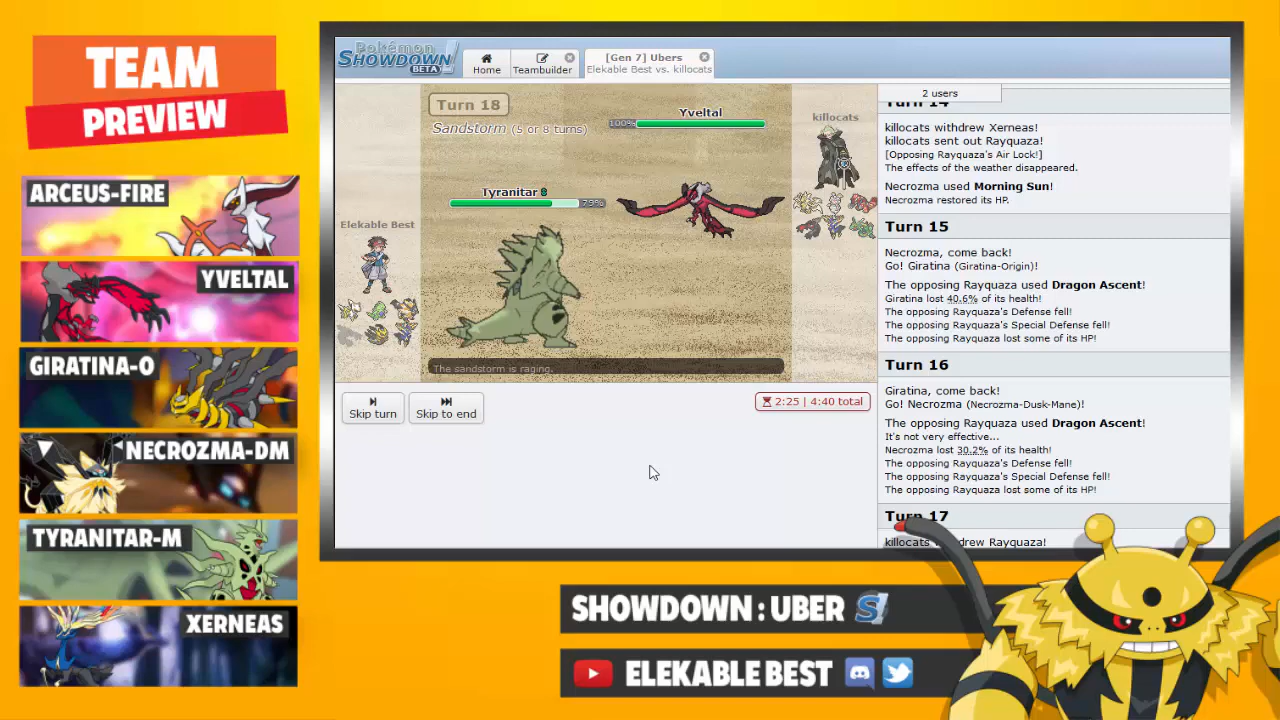 TEAM
PREVIEW
ARCEUS-FIRE
YVELTAL
GIRATINA-O
NECROZMA-DM
TYRANITAR-M
XERNEAS
Pokémon
SHOWDOWN!
BETA
Home
Teambuilder
[Gen 7] Ubers
Elekable Best vs. killocats
Turn 18
Sandstorm (5 or 8 turns)
Yveltal
100%
Tyranitar
79%
killocats
Elekable Best
The sandstorm is raging.
Skip turn
Skip to end
2:25 | 4:40 total
2 users
Turn 14
killocats withdrew Xerneas!
killocats sent out Rayquaza!
[Opposing Rayquaza's Air Lock!]
The effects of the weather disappeared.
Necrozma used Morning Sun!
Necrozma restored its HP.
Turn 15
Necrozma, come back!
Go! Giratina (Giratina-Origin)!
The opposing Rayquaza used Dragon Ascent!
Giratina lost 40.6% of its health!
The opposing Rayquaza's Defense fell!
The opposing Rayquaza's Special Defense fell!
The opposing Rayquaza lost some of its HP!
Turn 16
Giratina, come back!
Go! Necrozma (Necrozma-Dusk-Mane)!
The opposing Rayquaza used Dragon Ascent!
It's not very effective...
Necrozma lost 30.2% of its health!
The opposing Rayquaza's Defense fell!
The opposing Rayquaza's Special Defense fell!
The opposing Rayquaza lost some of its HP!
Turn 17
killocats withdrew Rayquaza!
SHOWDOWN : UBER
ELEKABLE BEST